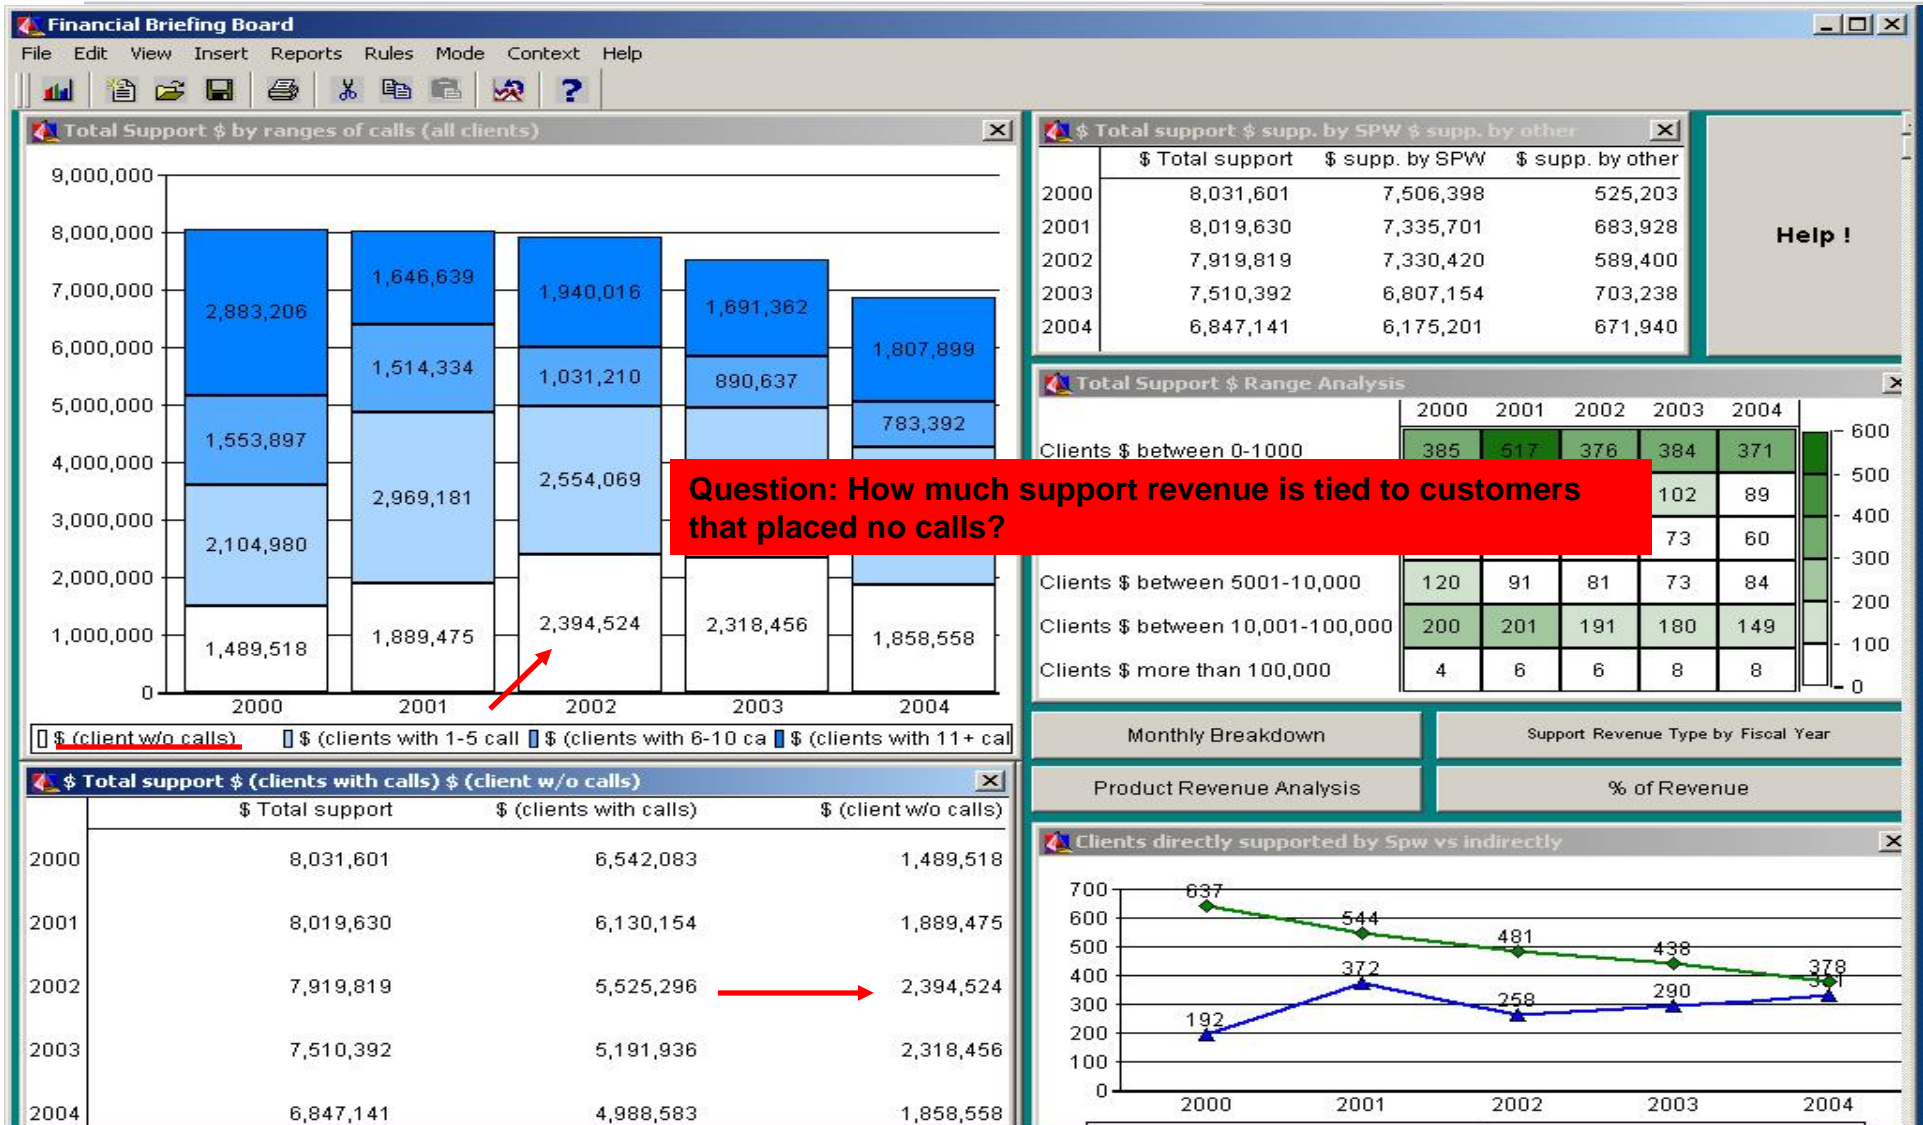 Financial Briefing Board
File Edit View Insert Reports Rules Mode Context Help
Total Support $ by ranges of calls (all clients)
9,000,000
8,000,000
7,000,000
6,000,000
5,000,000
4,000,000
3,000,000
2,000,000
1,000,000
0
2,883,206
1,553,897
2,104,980
1,489,518
1,646,639
1,514,334
2,969,181
1,889,475
1,940,016
1,031,210
2,554,069
2,394,524
1,691,362
890,637
2,318,456
1,807,899
783,392
1,858,558
2000 2001 2002 2003 2004
$ (client w/o calls) $ (clients with 1-5 call $ (clients with 6-10 ca $ (clients with 11+ cal
Question: How much support revenue is tied to customers
that placed no calls?
$ Total support $ (clients with calls) $ (client w/o calls)
$ Total support $ (clients with calls) $ (client w/o calls)
2000 8,031,601 6,542,083 1,489,518
2001 8,019,630 6,130,154 1,889,475
2002 7,919,819 5,525,296 2,394,524
2003 7,510,392 5,191,936 2,318,456
2004 6,847,141 4,988,583 1,858,558
$ Total support $ supp. by SPW $ supp. by other
$ Total support $ supp. by SPW $ supp. by other
2000 8,031,601 7,506,398 525,203
2001 8,019,630 7,335,701 683,928
2002 7,919,819 7,330,420 589,400
2003 7,510,392 6,807,154 703,238
2004 6,847,141 6,175,201 671,940
Help !
Total Support $ Range Analysis
2000 2001 2002 2003 2004
Clients $ between 0-1000 385 517 376 384 371
102 89
73 60
Clients $ between 5001-10,000 120 91 81 73 84
Clients $ between 10,001-100,000 200 201 191 180 149
Clients $ more than 100,000 4 6 6 8 8
600
500
400
300
200
100
0
Monthly Breakdown
Support Revenue Type by Fiscal Year
Product Revenue Analysis
% of Revenue
Clients directly supported by Spw vs indirectly
700
600
500
400
300
200
100
0
637 544 481 438 378
192 372 258 290
2000 2001 2002 2003 2004